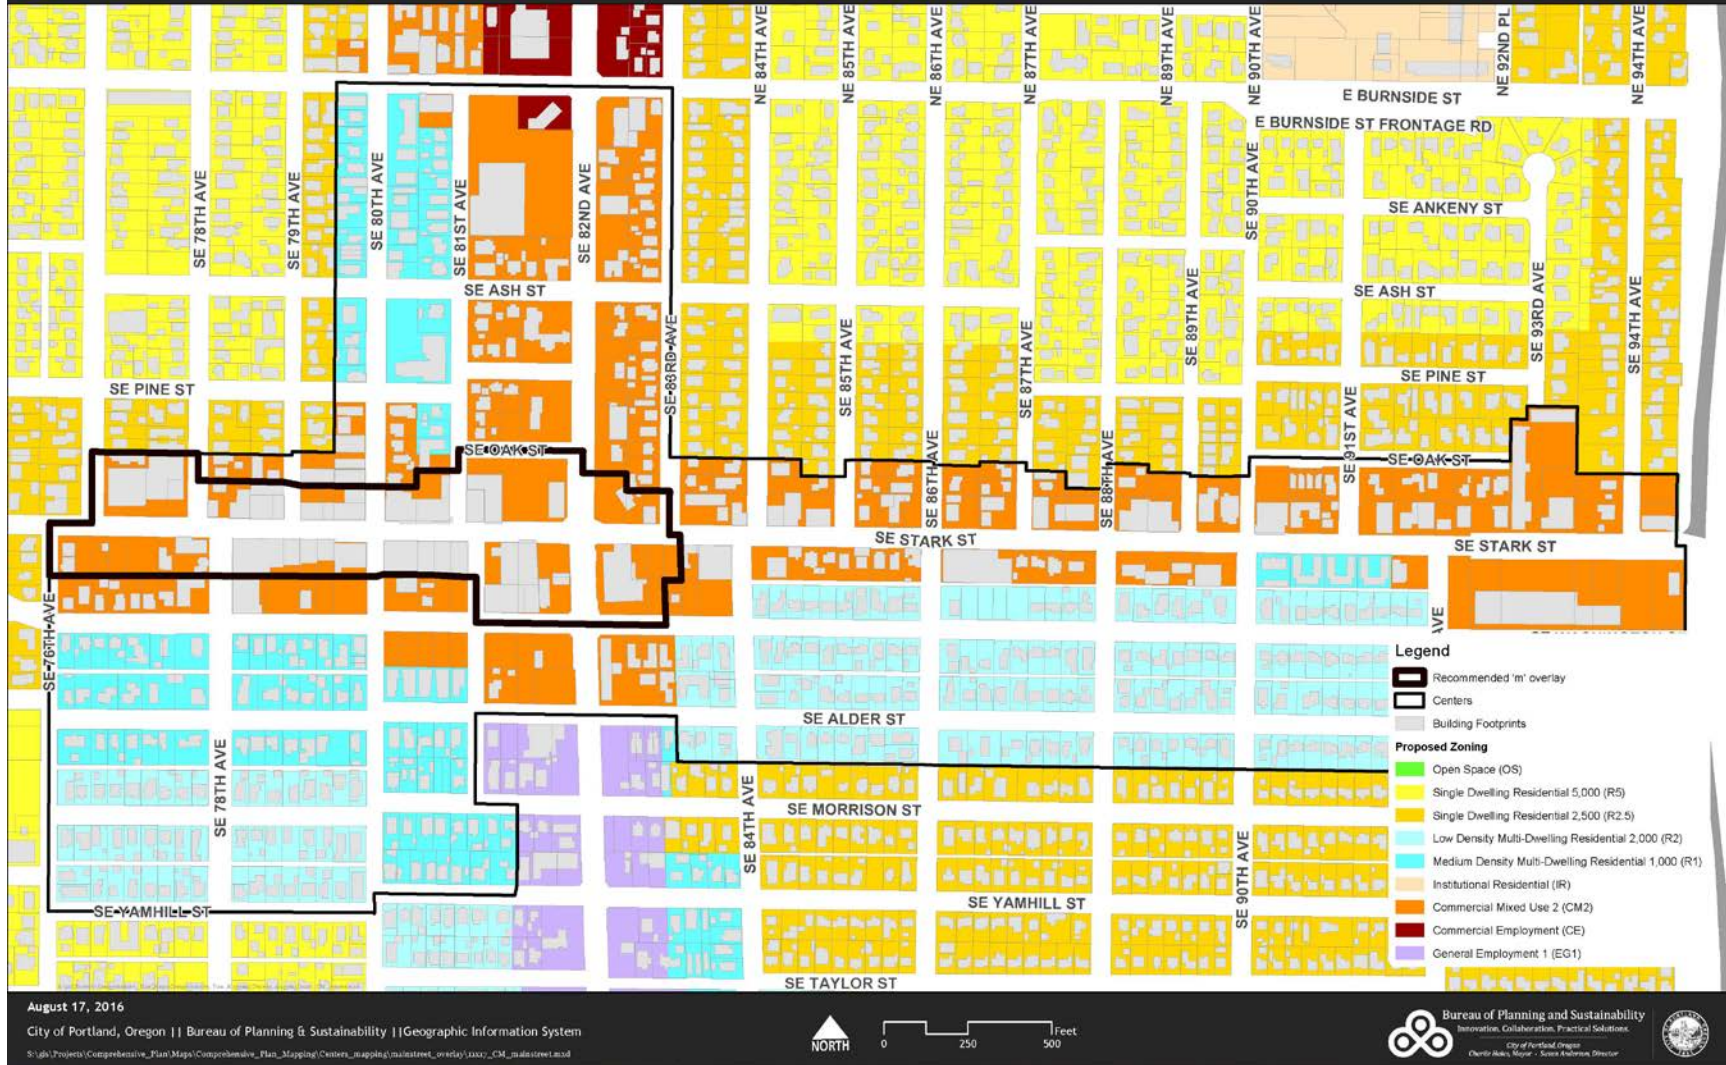 NE 84TH AVE
NE 85TH AVE
NE 86TH AVE
NE 87TH AVE
NE 89TH AVE
NE 90TH AVE
NE 92ND PL
NE 94TH AVE
E BURNSIDE ST
E BURNSIDE ST FRONTAGE RD
SE 78TH AVE
SE 79TH AVE
SE 80TH AVE
SE 81ST AVE
SE 82ND AVE
SE 90TH AVE
SE ANKENY ST
SE ASH ST
SE ASH ST
SE 83RD AVE
SE 85TH AVE
SE 87TH AVE
SE 89TH AVE
SE 93RD AVE
SE 94TH AVE
SE PINE ST
SE PINE ST
SE OAK ST
SE 86TH AVE
SE 88TH AVE
SE 91ST AVE
SE OAK ST
SE STARK ST
SE STARK ST
SE 76TH AVE
AVE
SE ALDER ST
SE 78TH AVE
SE 84TH AVE
SE MORRISON ST
SE 90TH AVE
SE YAMHILL ST
SE YAMHILL ST
SE TAYLOR ST
Legend
Recommended 'm' overlay
Centers
Building Footprints
Proposed Zoning
Open Space (OS)
Single Dwelling Residential 5,000 (R5)
Single Dwelling Residential 2,500 (R2.5)
Low Density Multi-Dwelling Residential 2,000 (R2)
Medium Density Multi-Dwelling Residential 1,000 (R1)
Institutional Residential (IR)
Commercial Mixed Use 2 (CM2)
Commercial Employment (CE)
General Employment 1 (EG1)
August 17, 2016
City of Portland, Oregon || Bureau of Planning & Sustainability ||Geographic Information System
NORTH
Feet
0 250 500
Bureau of Planning and Sustainability
Innovation. Collaboration. Practical Solutions.
City of Portland, Oregon
Charlie Hales, Mayor - Susan Anderson, Director